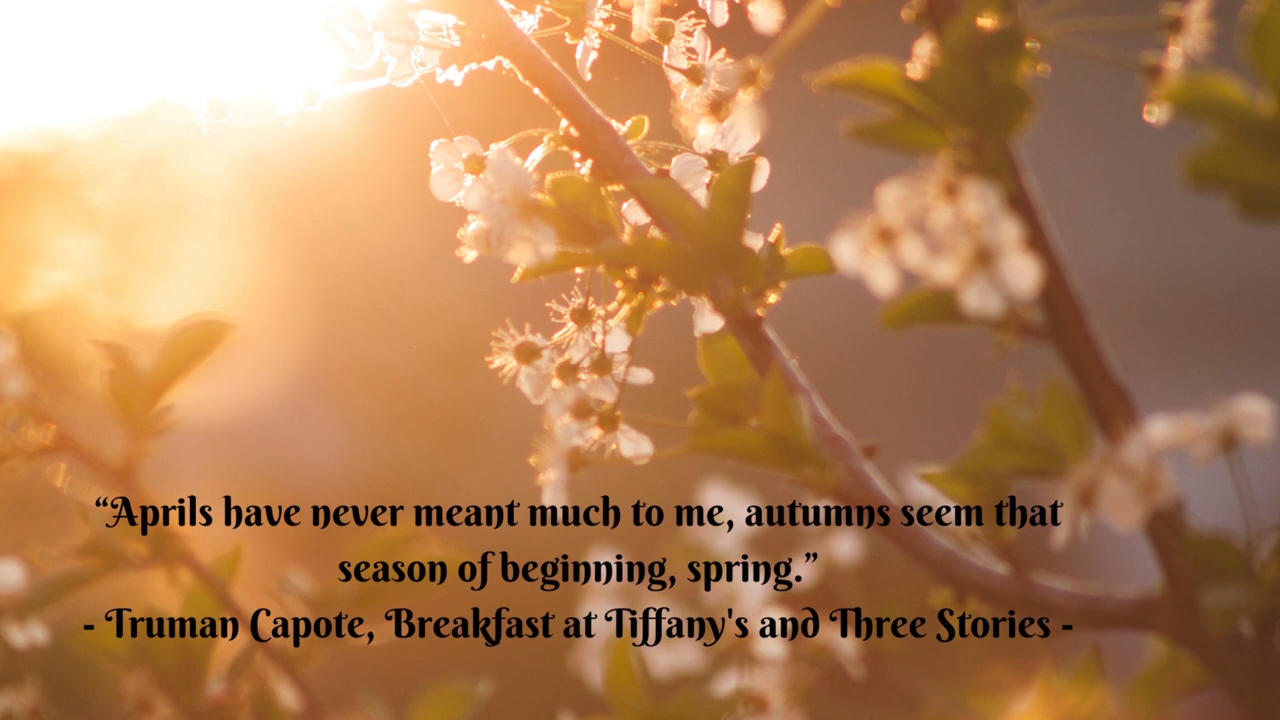 “Aprils have never meant much to me, autumns seem that
season of beginning, spring.”
- Truman Capote, Breakfast at Tiffany's and Three Stories -